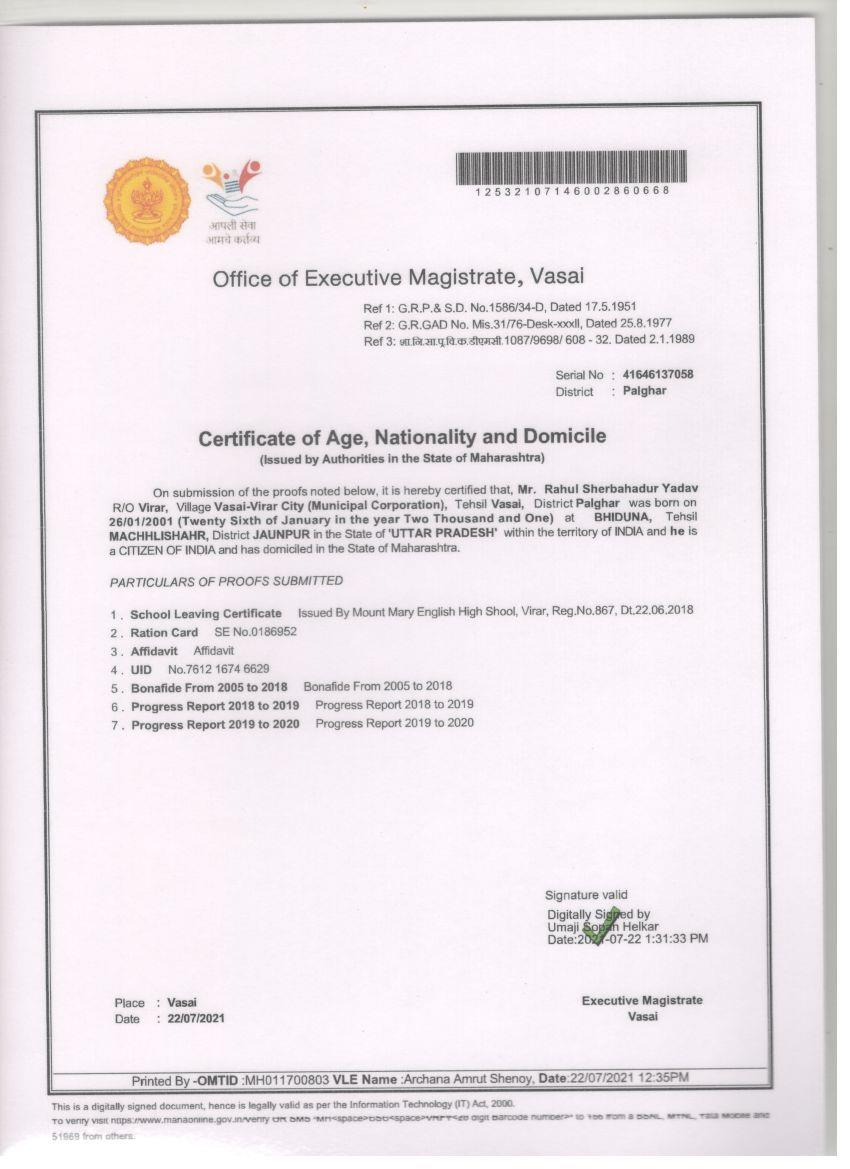 आपली सेवा
आमचे कर्तव्य
12532107146002860668
Office of Executive Magistrate, Vasai
Ref 1: G.R.P.& S.D. No.1586/34-D, Dated 17.5.1951
Ref 2: G.R.GAD No. Mis.31/76-Desk-xxxII, Dated 25.8.1977
Ref 3: शा.नि.सा.पू.वि.क.डीएमसी.1087/9698/ 608 - 32. Dated 2.1.1989
Serial No : 41646137058
District : Palghar
Certificate of Age, Nationality and Domicile
(Issued by Authorities in the State of Maharashtra)
On submission of the proofs noted below, it is hereby certified that, Mr. Rahul Sherbahadur Yadav
R/O Virar, Village Vasai-Virar City (Municipal Corporation), Tehsil Vasai, District Palghar was born on
26/01/2001 (Twenty Sixth of January in the year Two Thousand and One) at BHIDUNA, Tehsil
MACHHLISHAHR, District JAUNPUR in the State of 'UTTAR PRADESH' within the territory of INDIA and he is
a CITIZEN OF INDIA and has domiciled in the State of Maharashtra.
PARTICULARS OF PROOFS SUBMITTED
1 . School Leaving Certificate Issued By Mount Mary English High Shool, Virar, Reg.No.867, Dt.22.06.2018
2 . Ration Card SE No.0186952
3 . Affidavit Affidavit
4 . UID No.7612 1674 6629
5 . Bonafide From 2005 to 2018 Bonafide From 2005 to 2018
6 . Progress Report 2018 to 2019 Progress Report 2018 to 2019
7 . Progress Report 2019 to 2020 Progress Report 2019 to 2020
Signature valid
Digitally Signed by
Umaji Sopan Helkar
Date:2021-07-22 1:31:33 PM
Place : Vasai
Date : 22/07/2021
Executive Magistrate
Vasai
Printed By -OMTID :MH011700803 VLE Name :Archana Amrut Shenoy, Date:22/07/2021 12:35PM
This is a digitally signed document, hence is legally valid as per the Information Technology (IT) Act, 2000.
To verify visit https://www.mahaonline.gov.in/verify OR SMS "MH<space> <space>VRFY<20 digit barcode number>" to 166 from a BSNL, MTNL, Tata Mobile and
51969 from others.